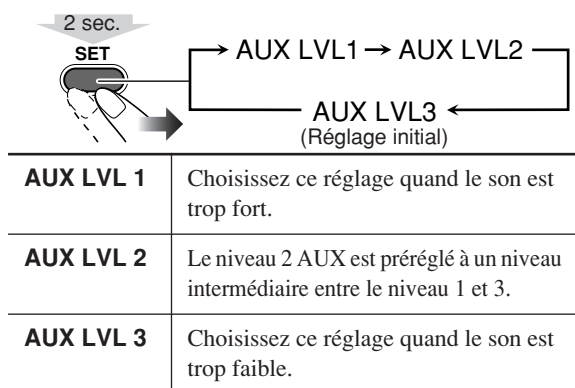 2 sec.
SET
AUX LVL1 → AUX LVL2
AUX LVL3
(Réglage initial)
AUX LVL 1
Choisissez ce réglage quand le son est
trop fort.
AUX LVL 2
Le niveau 2 AUX est préréglé à un niveau
intermédiaire entre le niveau 1 et 3.
AUX LVL 3
Choisissez ce réglage quand le son est
trop faible.